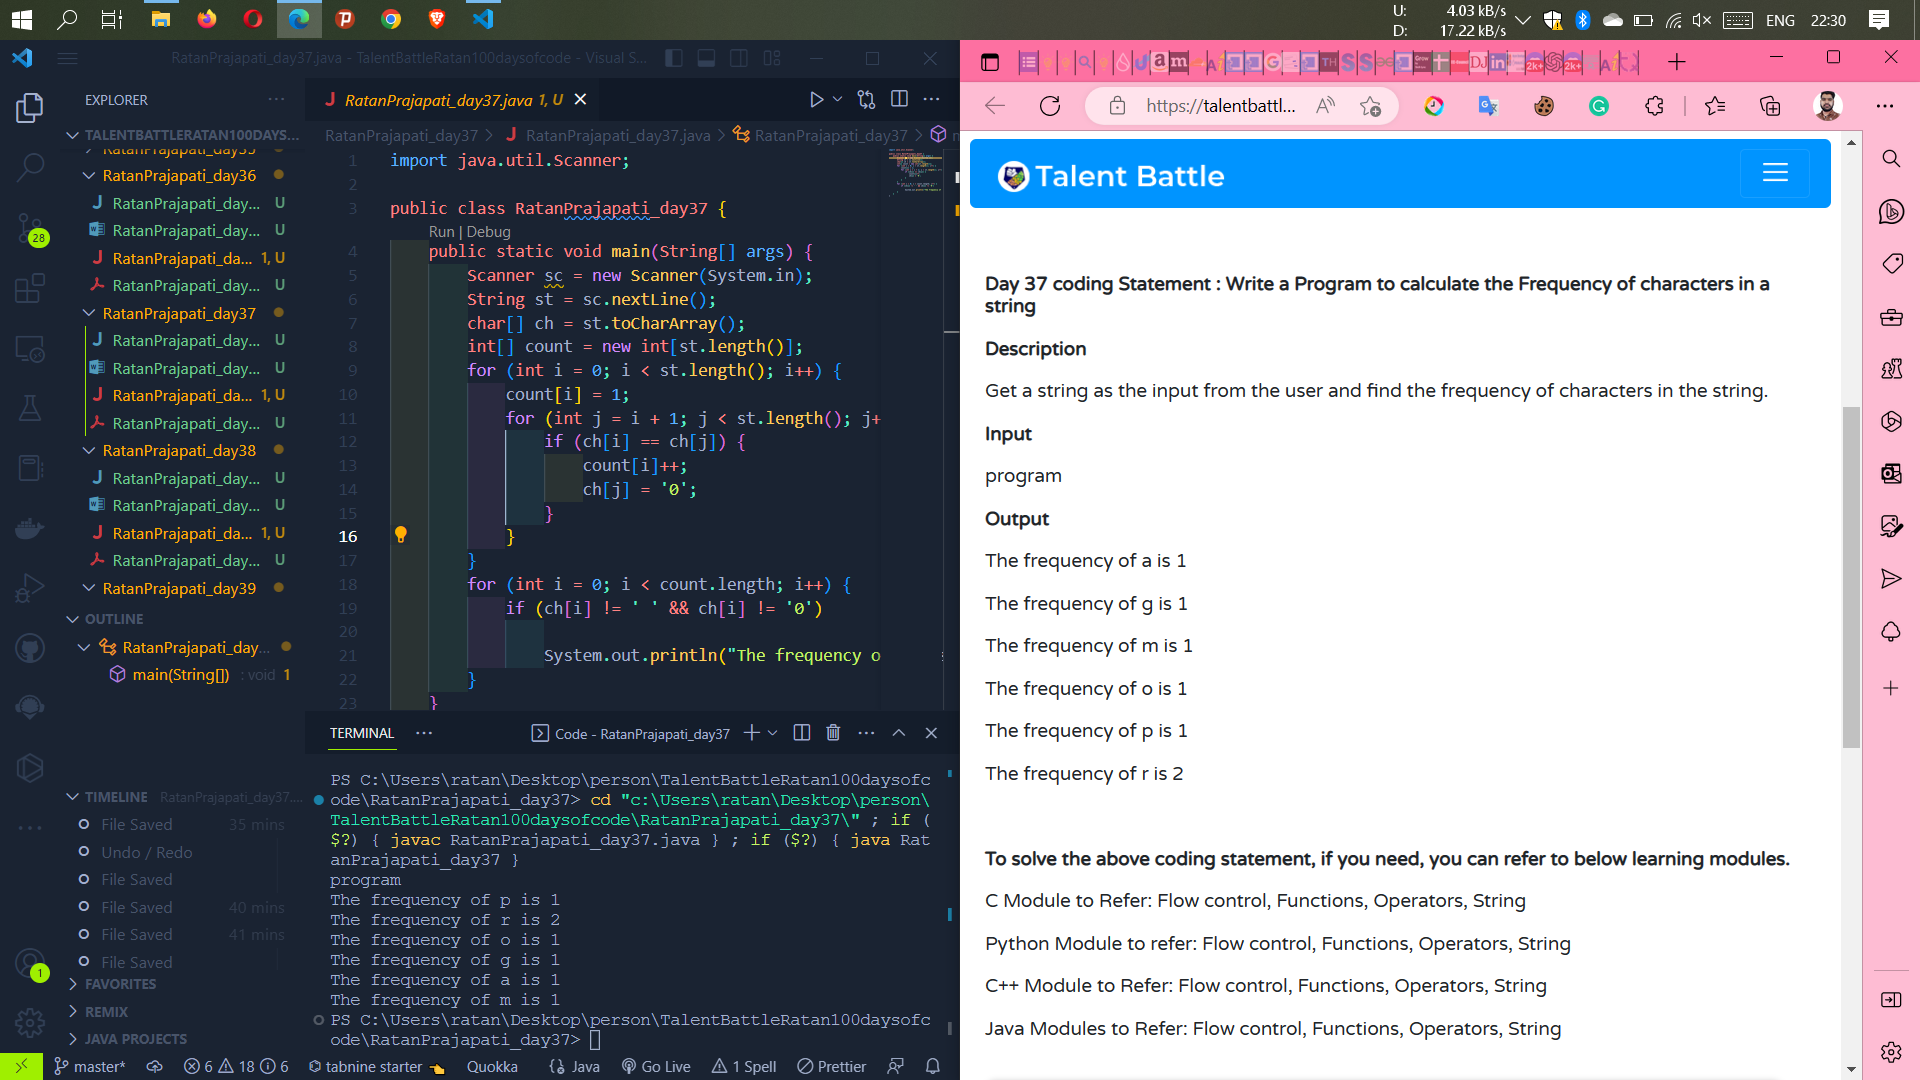 U: 4.03 kB/s
D: 17.22 kB/s
ENG 22:30
RatanPrajapati_day37.java - TalentBattleRatan100daysofcode - Visual S...
EXPLORER
TALENTBATTLERATAN100DAYS...
RatanPrajapati_day35
RatanPrajapati_day36
RatanPrajapati_day... U
RatanPrajapati_day... U
RatanPrajapati_da... 1, U
RatanPrajapati_day... U
RatanPrajapati_day37
RatanPrajapati_day... U
RatanPrajapati_day... U
RatanPrajapati_da... 1, U
RatanPrajapati_day... U
RatanPrajapati_day38
RatanPrajapati_day... U
RatanPrajapati_day... U
RatanPrajapati_da... 1, U
RatanPrajapati_day... U
RatanPrajapati_day39
OUTLINE
RatanPrajapati_day...
main(String[]) : void 1
TIMELINE RatanPrajapati_day37....
File Saved 35 mins
Undo / Redo
File Saved
File Saved 40 mins
File Saved 41 mins
File Saved
FAVORITES
REMIX
JAVA PROJECTS
28
1
RatanPrajapati_day37.java 1, U
RatanPrajapati_day37 > RatanPrajapati_day37.java > RatanPrajapati_day37 >
1 import java.util.Scanner;
2
3 public class RatanPrajapati_day37 {
Run | Debug
4 public static void main(String[] args) {
5 Scanner sc = new Scanner(System.in);
6 String st = sc.nextLine();
7 char[] ch = st.toCharArray();
8 int[] count = new int[st.length()];
9 for (int i = 0; i < st.length(); i++) {
10 count[i] = 1;
11 for (int j = i + 1; j < st.length(); j+
12 if (ch[i] == ch[j]) {
13 count[i]++;
14 ch[j] = '0';
15 }
16 }
17 }
18 for (int i = 0; i < count.length; i++) {
19 if (ch[i] != ' ' && ch[i] != '0')
20
21 System.out.println("The frequency o
22 }
23 }
TERMINAL
Code - RatanPrajapati_day37
PS C:\Users\ratan\Desktop\person\TalentBattleRatan100daysofc
ode\RatanPrajapati_day37> cd "c:\Users\ratan\Desktop\person\
TalentBattleRatan100daysofcode\RatanPrajapati_day37\" ; if (
$?) { javac RatanPrajapati_day37.java } ; if ($?) { java Rat
anPrajapati_day37 }
program
The frequency of p is 1
The frequency of r is 2
The frequency of o is 1
The frequency of g is 1
The frequency of a is 1
The frequency of m is 1
PS C:\Users\ratan\Desktop\person\TalentBattleRatan100daysofc
ode\RatanPrajapati_day37>
master* 6 18 6 tabnine starter Quokka Java Go Live 1 Spell Prettier
https://talentbattl...
Talent Battle
Day 37 coding Statement : Write a Program to calculate the Frequency of characters in a
string
Description
Get a string as the input from the user and find the frequency of characters in the string.
Input
program
Output
The frequency of a is 1
The frequency of g is 1
The frequency of m is 1
The frequency of o is 1
The frequency of p is 1
The frequency of r is 2
To solve the above coding statement, if you need, you can refer to below learning modules.
C Module to Refer: Flow control, Functions, Operators, String
Python Module to refer: Flow control, Functions, Operators, String
C++ Module to Refer: Flow control, Functions, Operators, String
Java Modules to Refer: Flow control, Functions, Operators, String